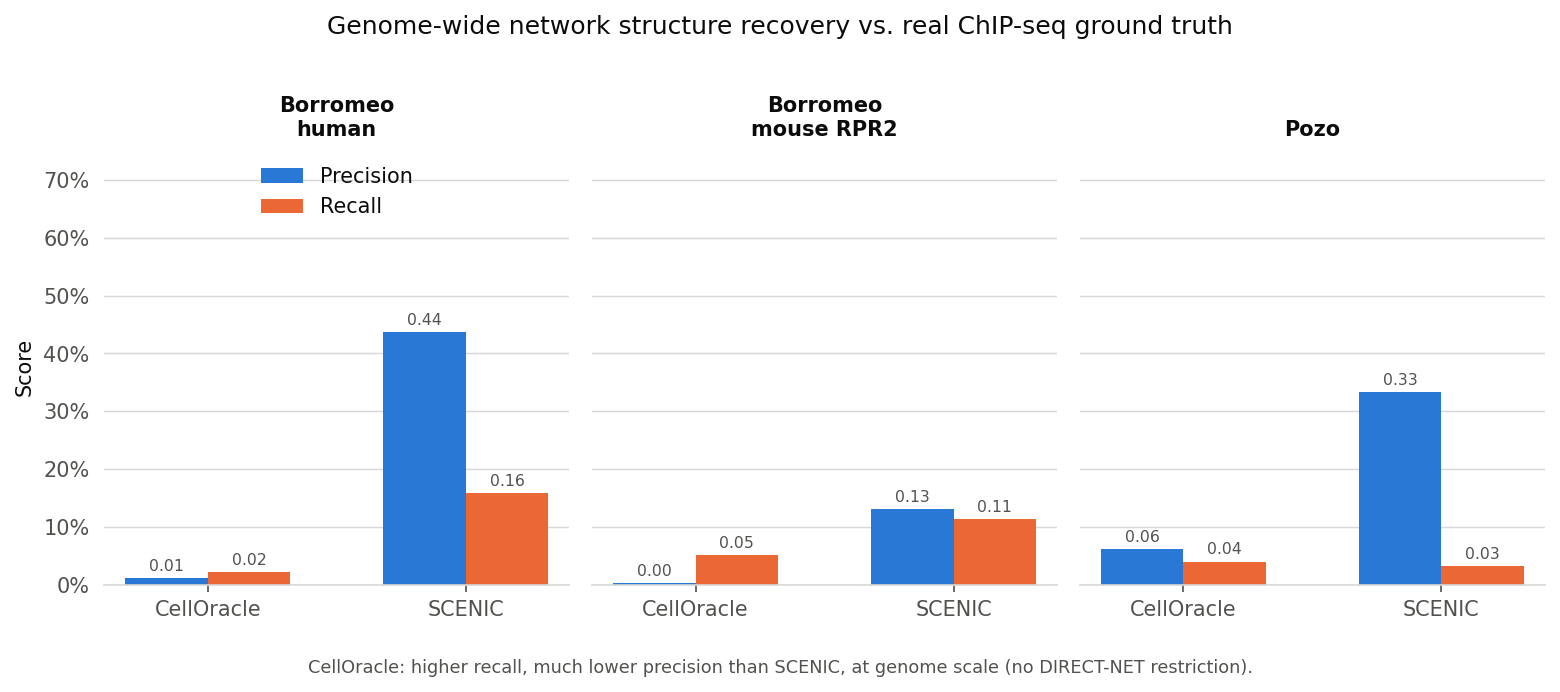 Genome-wide network structure recovery vs. real ChIP-seq ground truth
Borromeo
human
Borromeo
mouse RPR2
Pozo
Precision
Recall
Score
70%
60%
50%
40%
30%
20%
10%
0%
0.01
0.02
0.44
0.16
0.00
0.05
0.13
0.11
0.06
0.04
0.33
0.03
CellOracle
SCENIC
CellOracle
SCENIC
CellOracle
SCENIC
CellOracle: higher recall, much lower precision than SCENIC, at genome scale (no DIRECT-NET restriction).